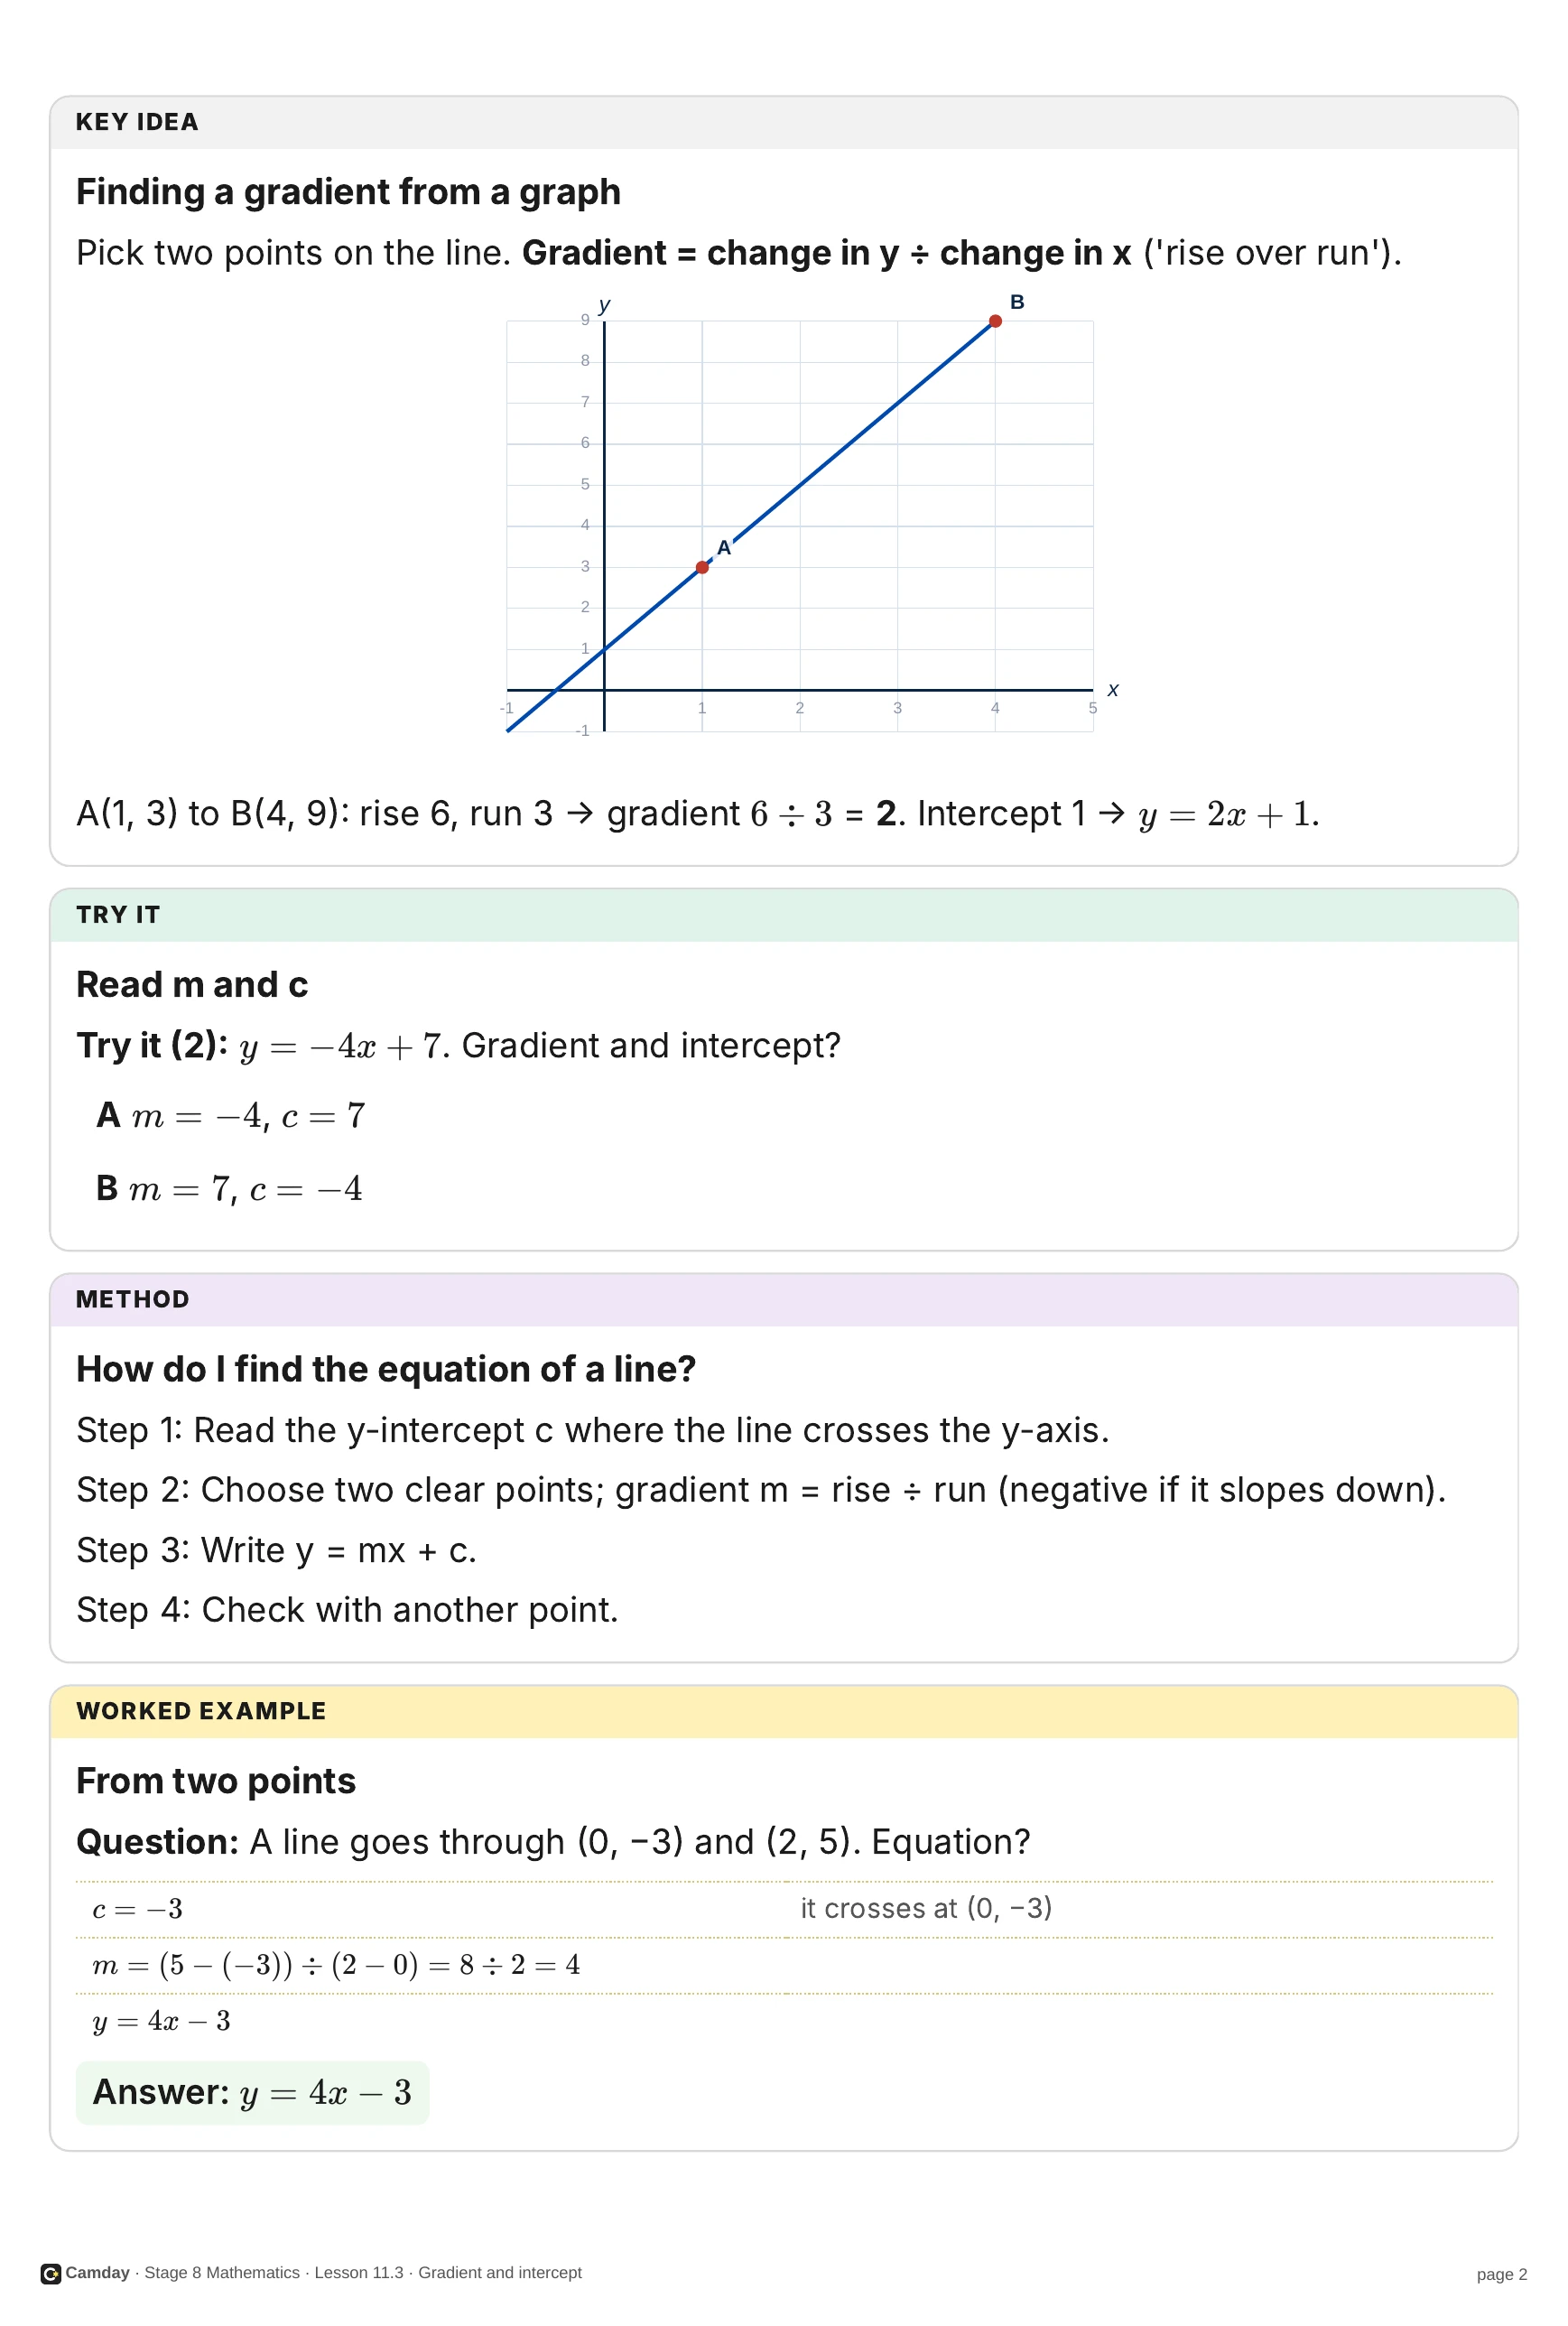 KEY IDEA
Finding a gradient from a graph
Pick two points on the line. Gradient = change in y ÷ change in x ('rise over run').
y
B
9
8
7
6
5
4
A
3
2
1
x
-1 1 2 3 4 5
-1
A(1, 3) to B(4, 9): rise 6, run 3 → gradient 6 ÷ 3 = 2. Intercept 1 → y = 2x + 1.
TRY IT
Read m and c
Try it (2): y = −4x + 7. Gradient and intercept?
A m = −4, c = 7
B m = 7, c = −4
METHOD
How do I find the equation of a line?
Step 1: Read the y-intercept c where the line crosses the y-axis.
Step 2: Choose two clear points; gradient m = rise ÷ run (negative if it slopes down).
Step 3: Write y = mx + c.
Step 4: Check with another point.
WORKED EXAMPLE
From two points
Question: A line goes through (0, −3) and (2, 5). Equation?
c = −3 it crosses at (0, −3)
m = (5 − (−3)) ÷ (2 − 0) = 8 ÷ 2 = 4
y = 4x − 3
Answer: y = 4x − 3
Camday · Stage 8 Mathematics · Lesson 11.3 · Gradient and intercept page 2